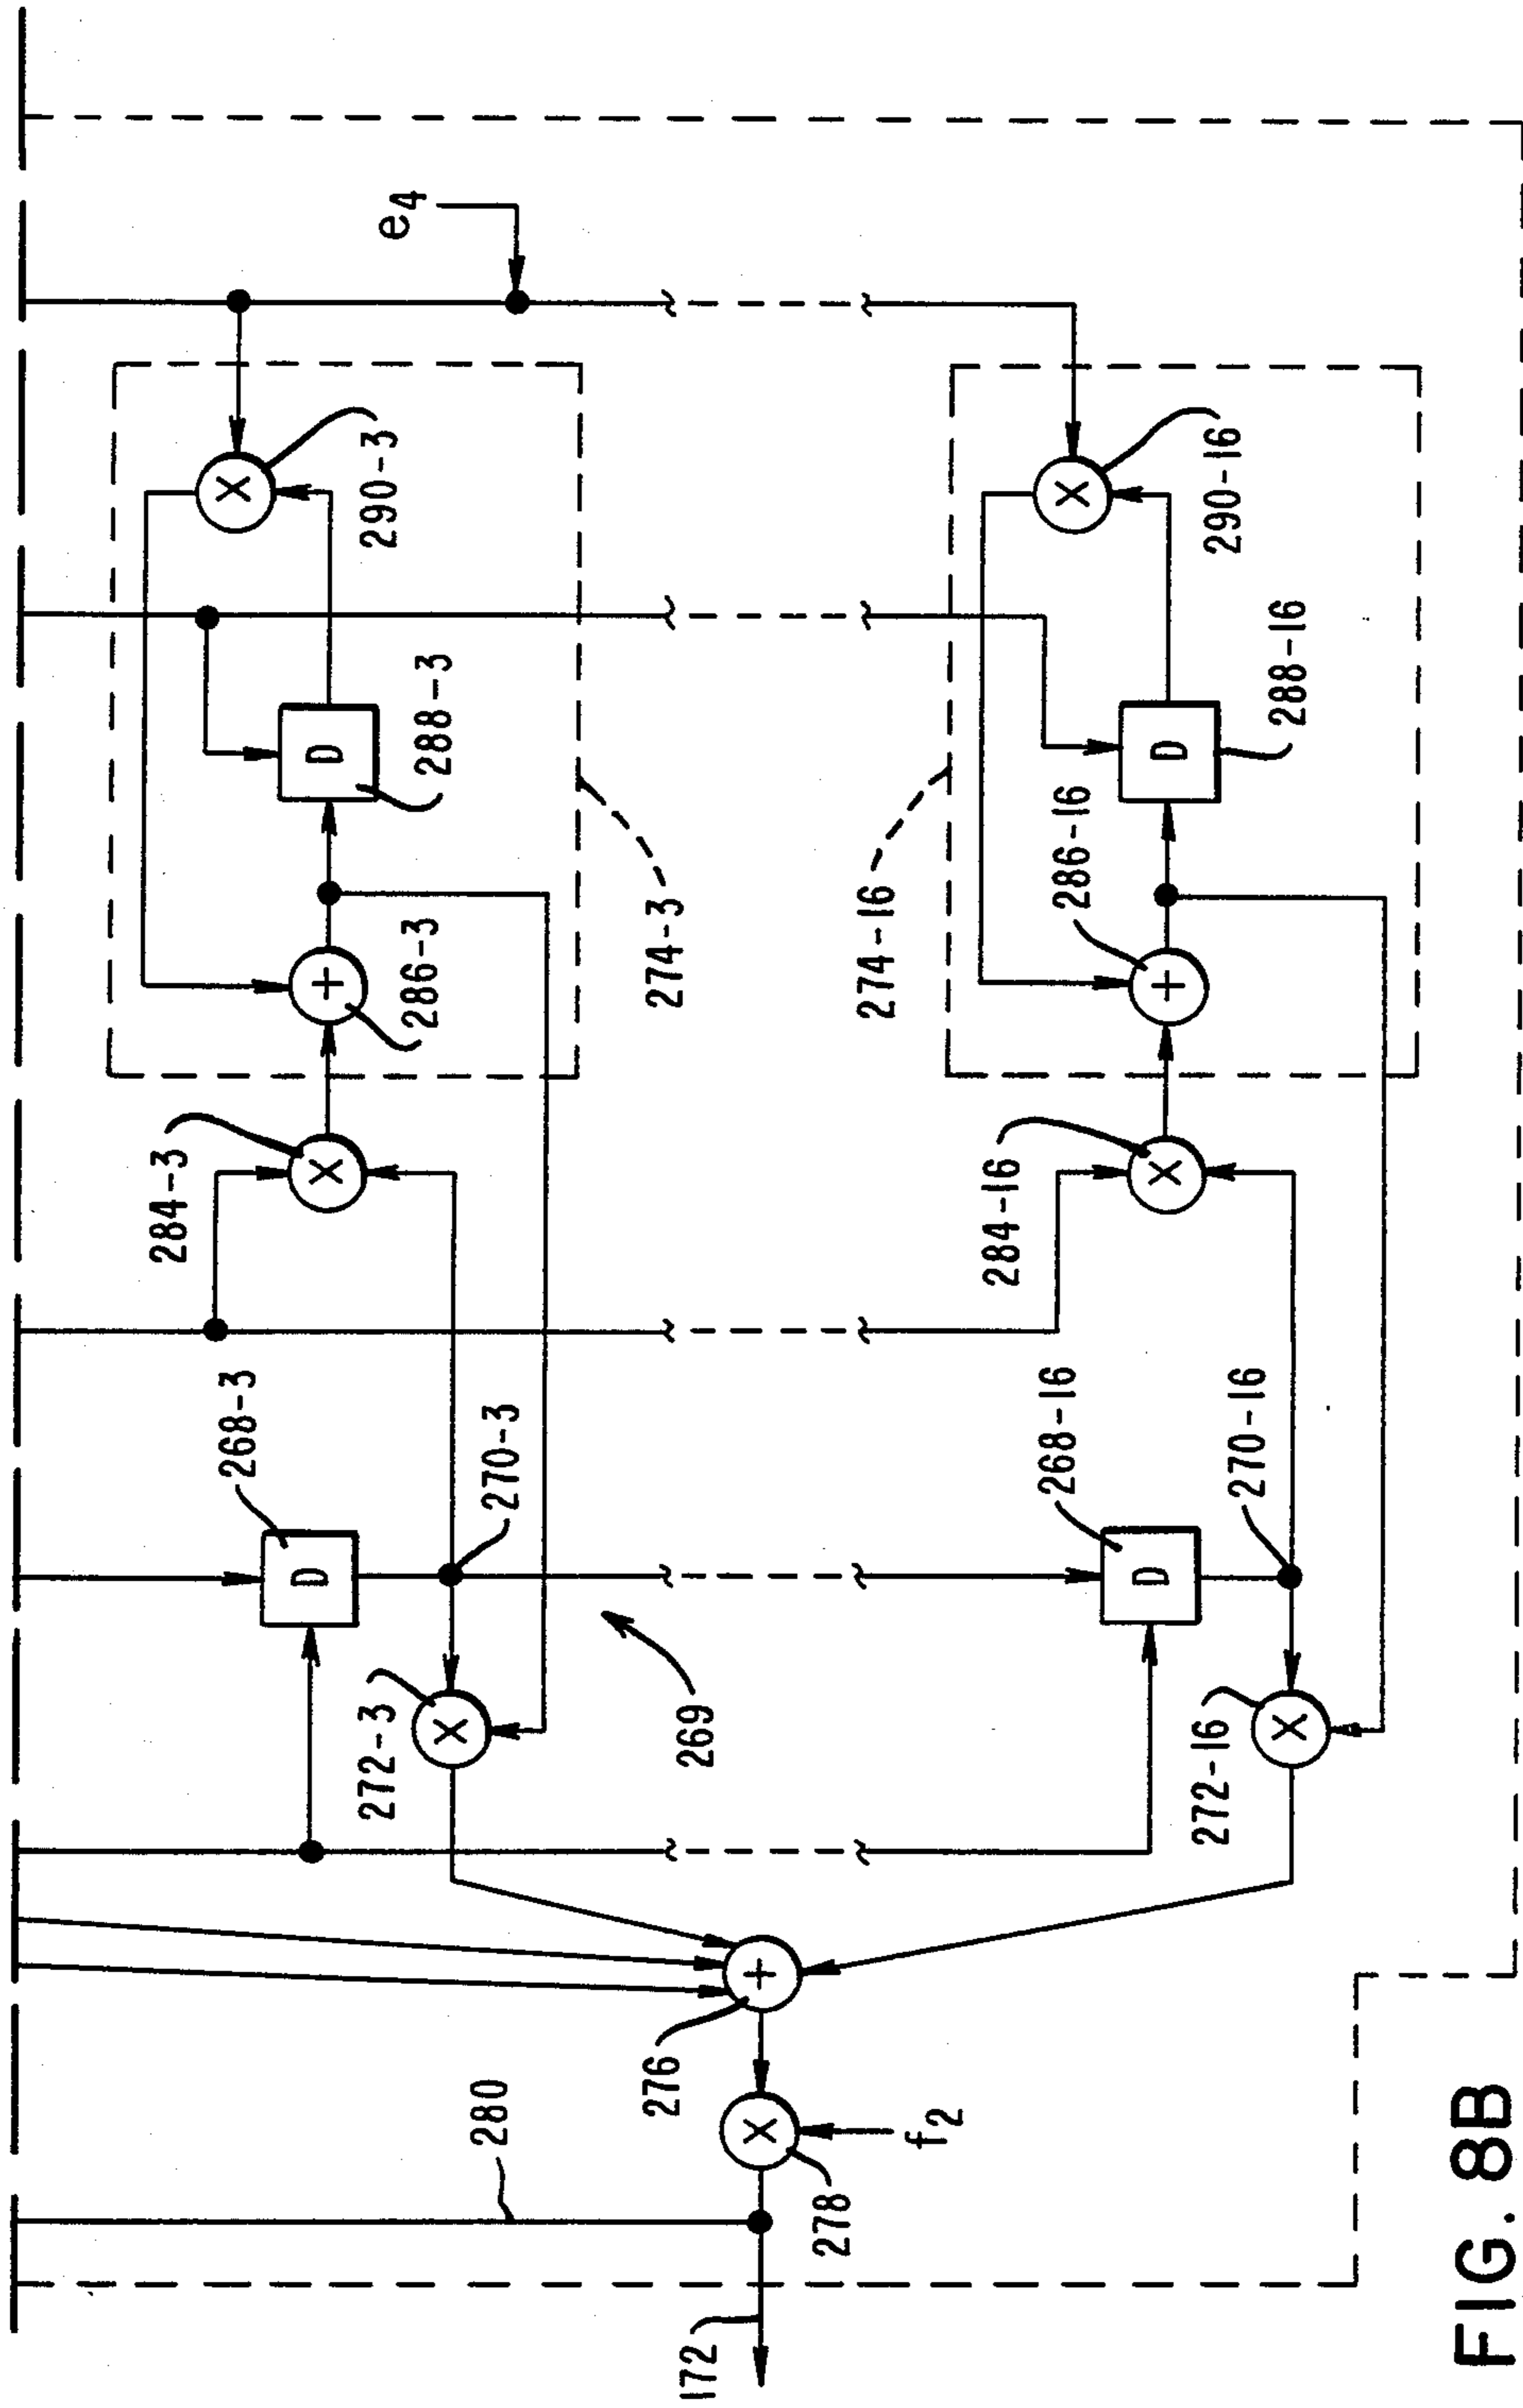 e4
290-3
288-3
286-3
274-3
284-3
268-3
270-3
272-3
269
290-16
288-16
286-16
274-16
284-16
268-16
270-16
272-16
276
280
f2
278
172
D
D
D
D
X
X
X
X
X
X
X
+
+
+
FIG. 8B